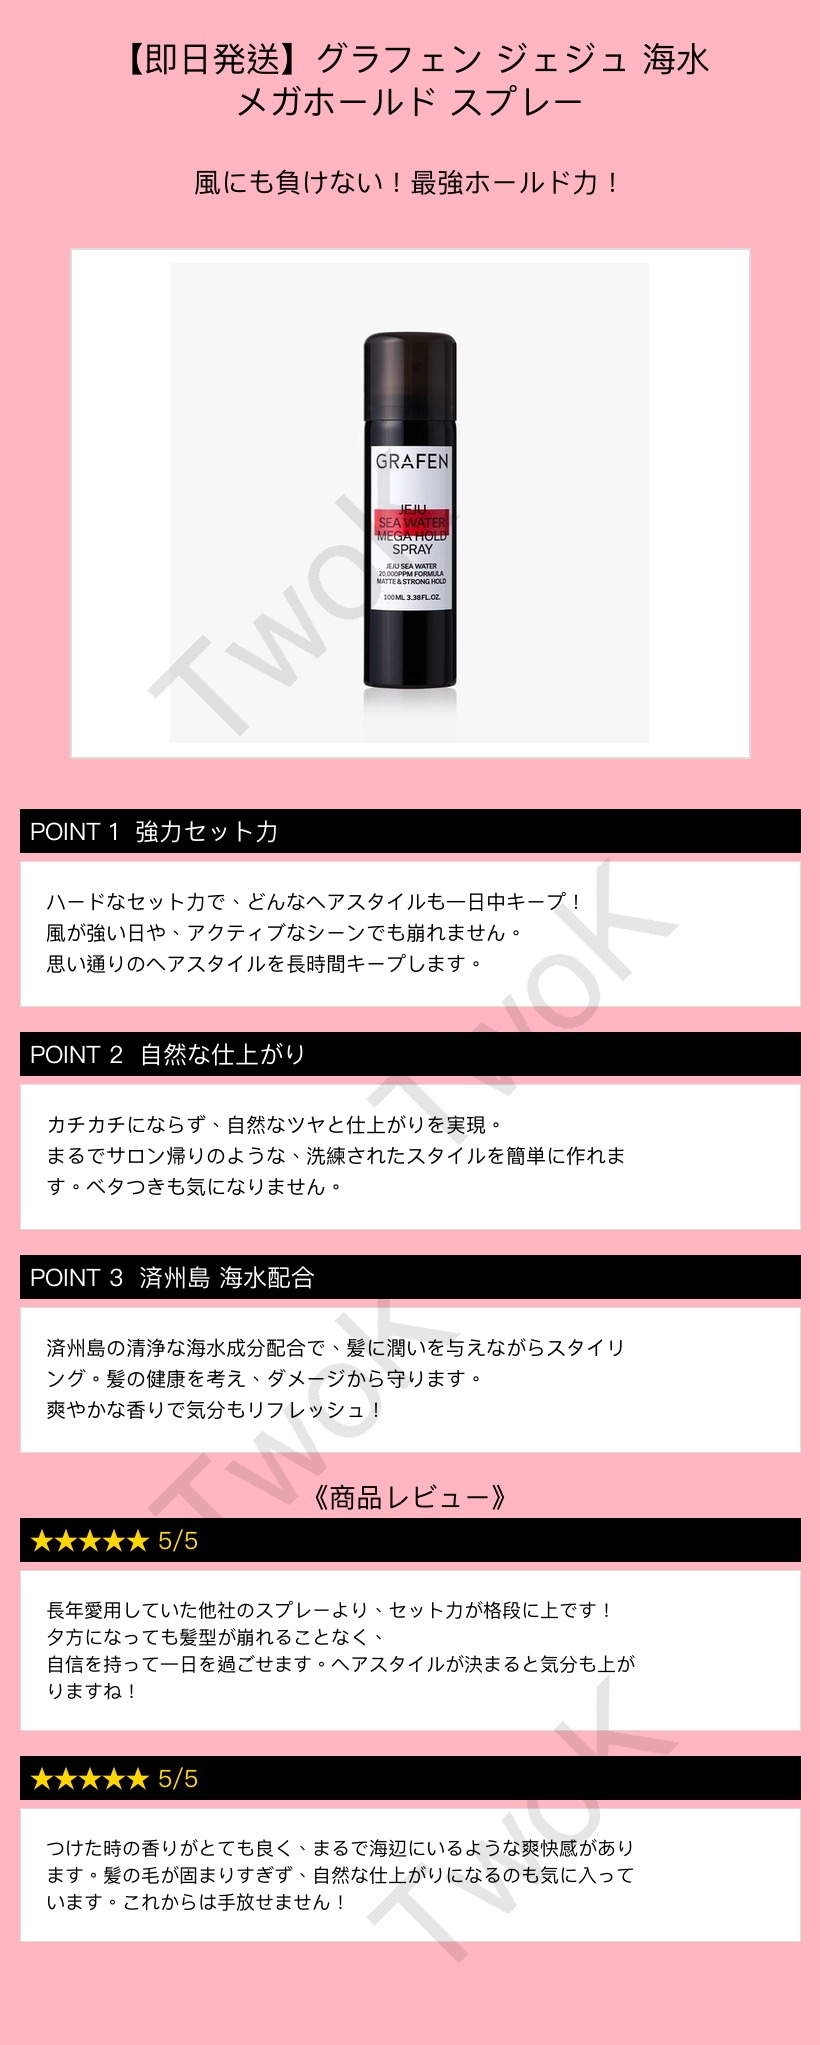 【即日発送】グラフェン ジェジュ 海水
メガホールド スプレー
風にも負けない！最強ホールド力！
GRAFEN
JEJU
SEA WATER
MEGA HOLD
SPRAY
JEJU SEA WATER
20,000PPM FORMULA
MATTE & STRONG HOLD
100ML 3.38FL.OZ.
TwoK
POINT 1 強力セット力
ハードなセット力で、どんなヘアスタイルも一日中キープ！
風が強い日や、アクティブなシーンでも崩れません。
思い通りのヘアスタイルを長時間キープします。
TwoK
POINT 2 自然な仕上がり
カチカチにならず、自然なツヤと仕上がりを実現。
まるでサロン帰りのような、洗練されたスタイルを簡単に作れま
す。ベタつきも気になりません。
POINT 3 済州島 海水配合
済州島の清浄な海水成分配合で、髪に潤いを与えながらスタイリ
ング。髪の健康を考え、ダメージから守ります。
爽やかな香りで気分もリフレッシュ！
TwoK
《商品レビュー》
★★★★★ 5/5
長年愛用していた他社のスプレーより、セット力が格段に上です！
夕方になっても髪型が崩れることなく、
自信を持って一日を過ごせます。ヘアスタイルが決まると気分も上が
りますね！
★★★★★ 5/5
つけた時の香りがとても良く、まるで海辺にいるような爽快感があり
ます。髪の毛が固まりすぎず、自然な仕上がりになるのも気に入って
います。これからは手放せません！
TwoK